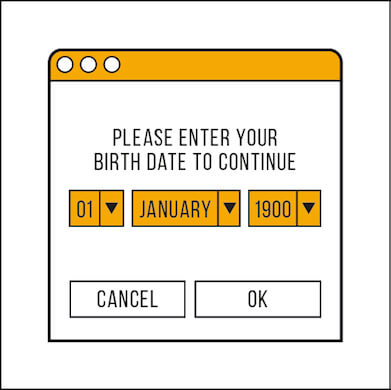 PLEASE ENTER YOUR
BIRTH DATE TO CONTINUE
01 JANUARY 1900
CANCEL OK